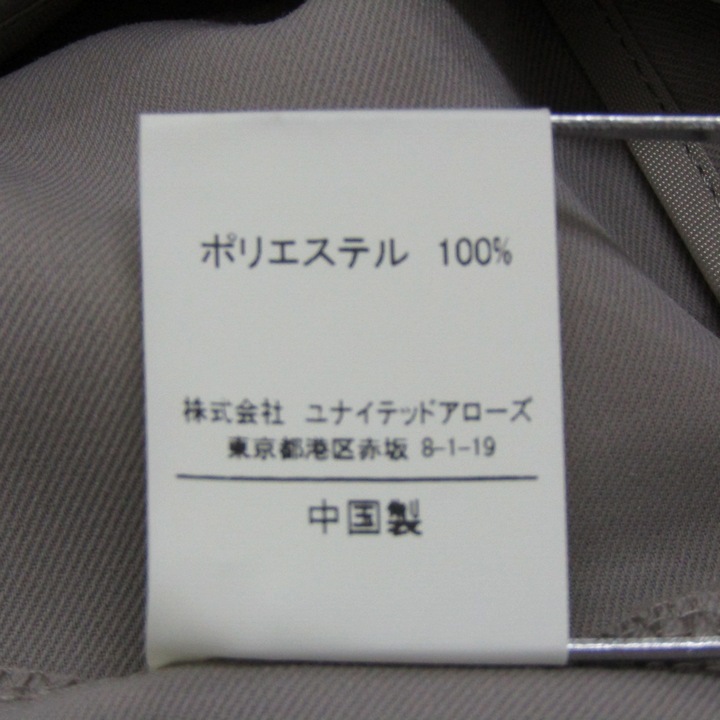 ポリエステル 100%
株式会社 ユナイテッドアローズ
東京都港区赤坂 8-1-19
中国製